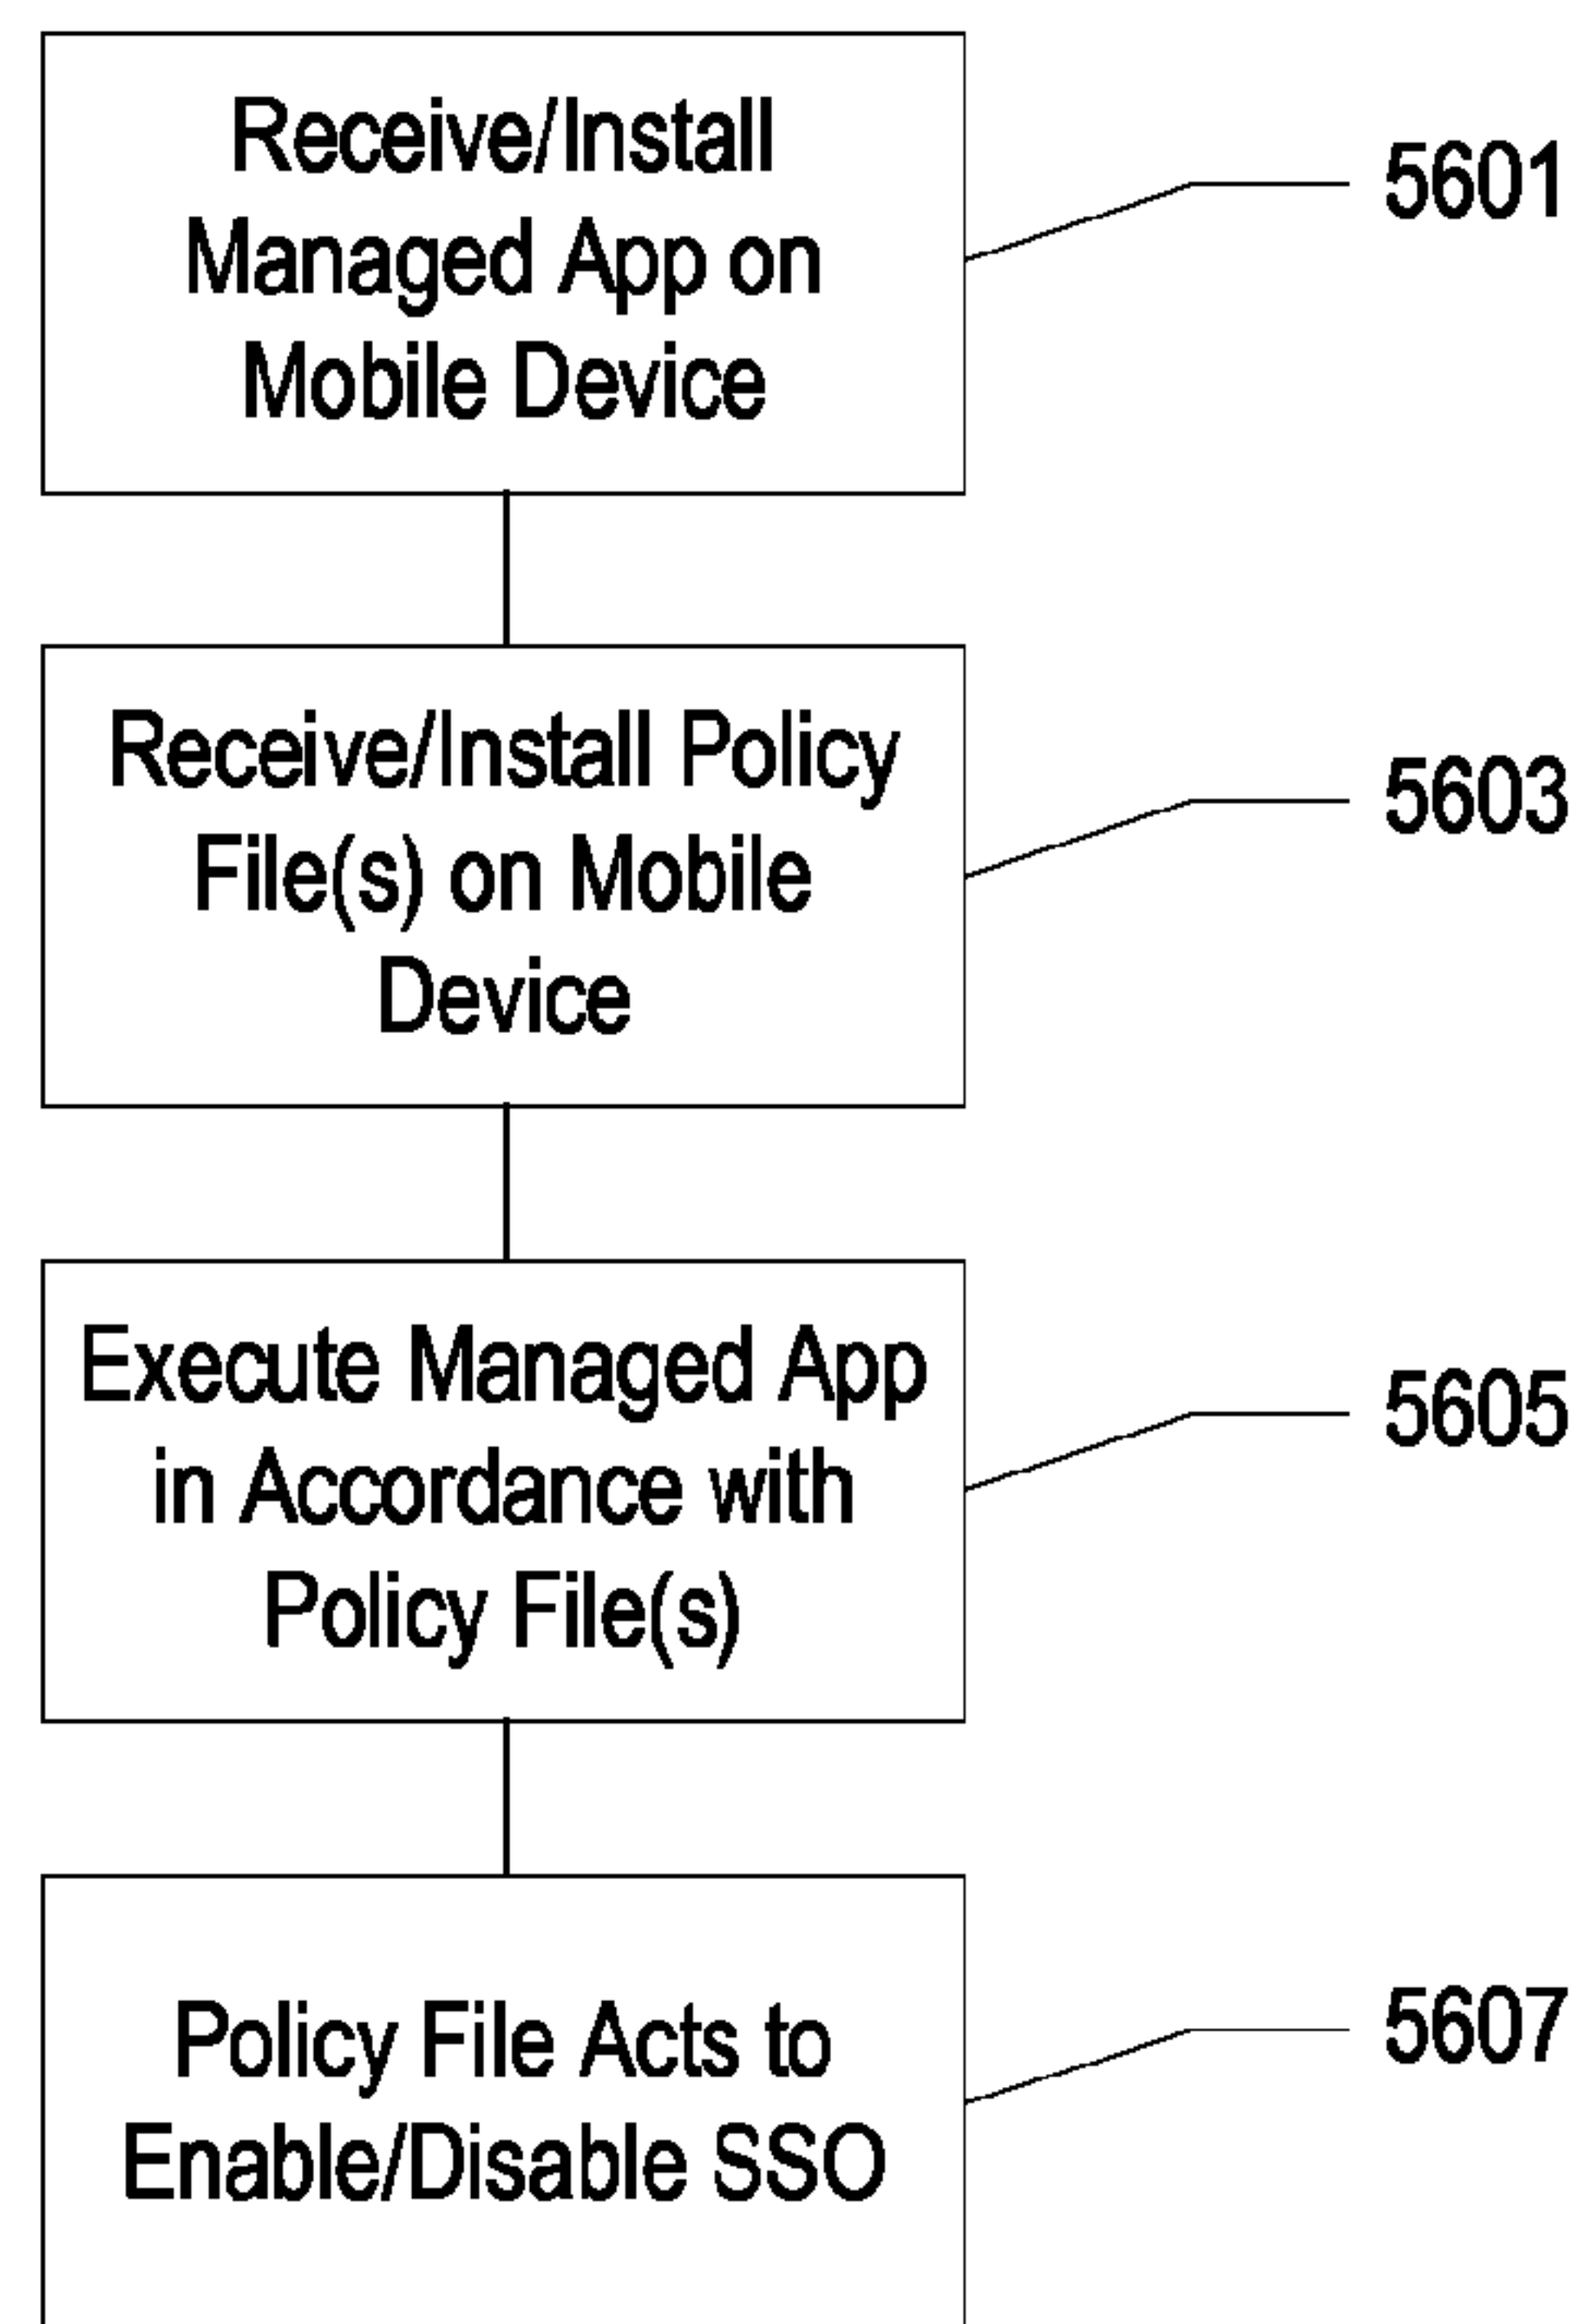 Receive/Install
Managed App on
Mobile Device
5601
Receive/Install Policy
File(s) on Mobile
Device
5603
Execute Managed App
in Accordance with
Policy File(s)
5605
Policy File Acts to
Enable/Disable SSO
5607